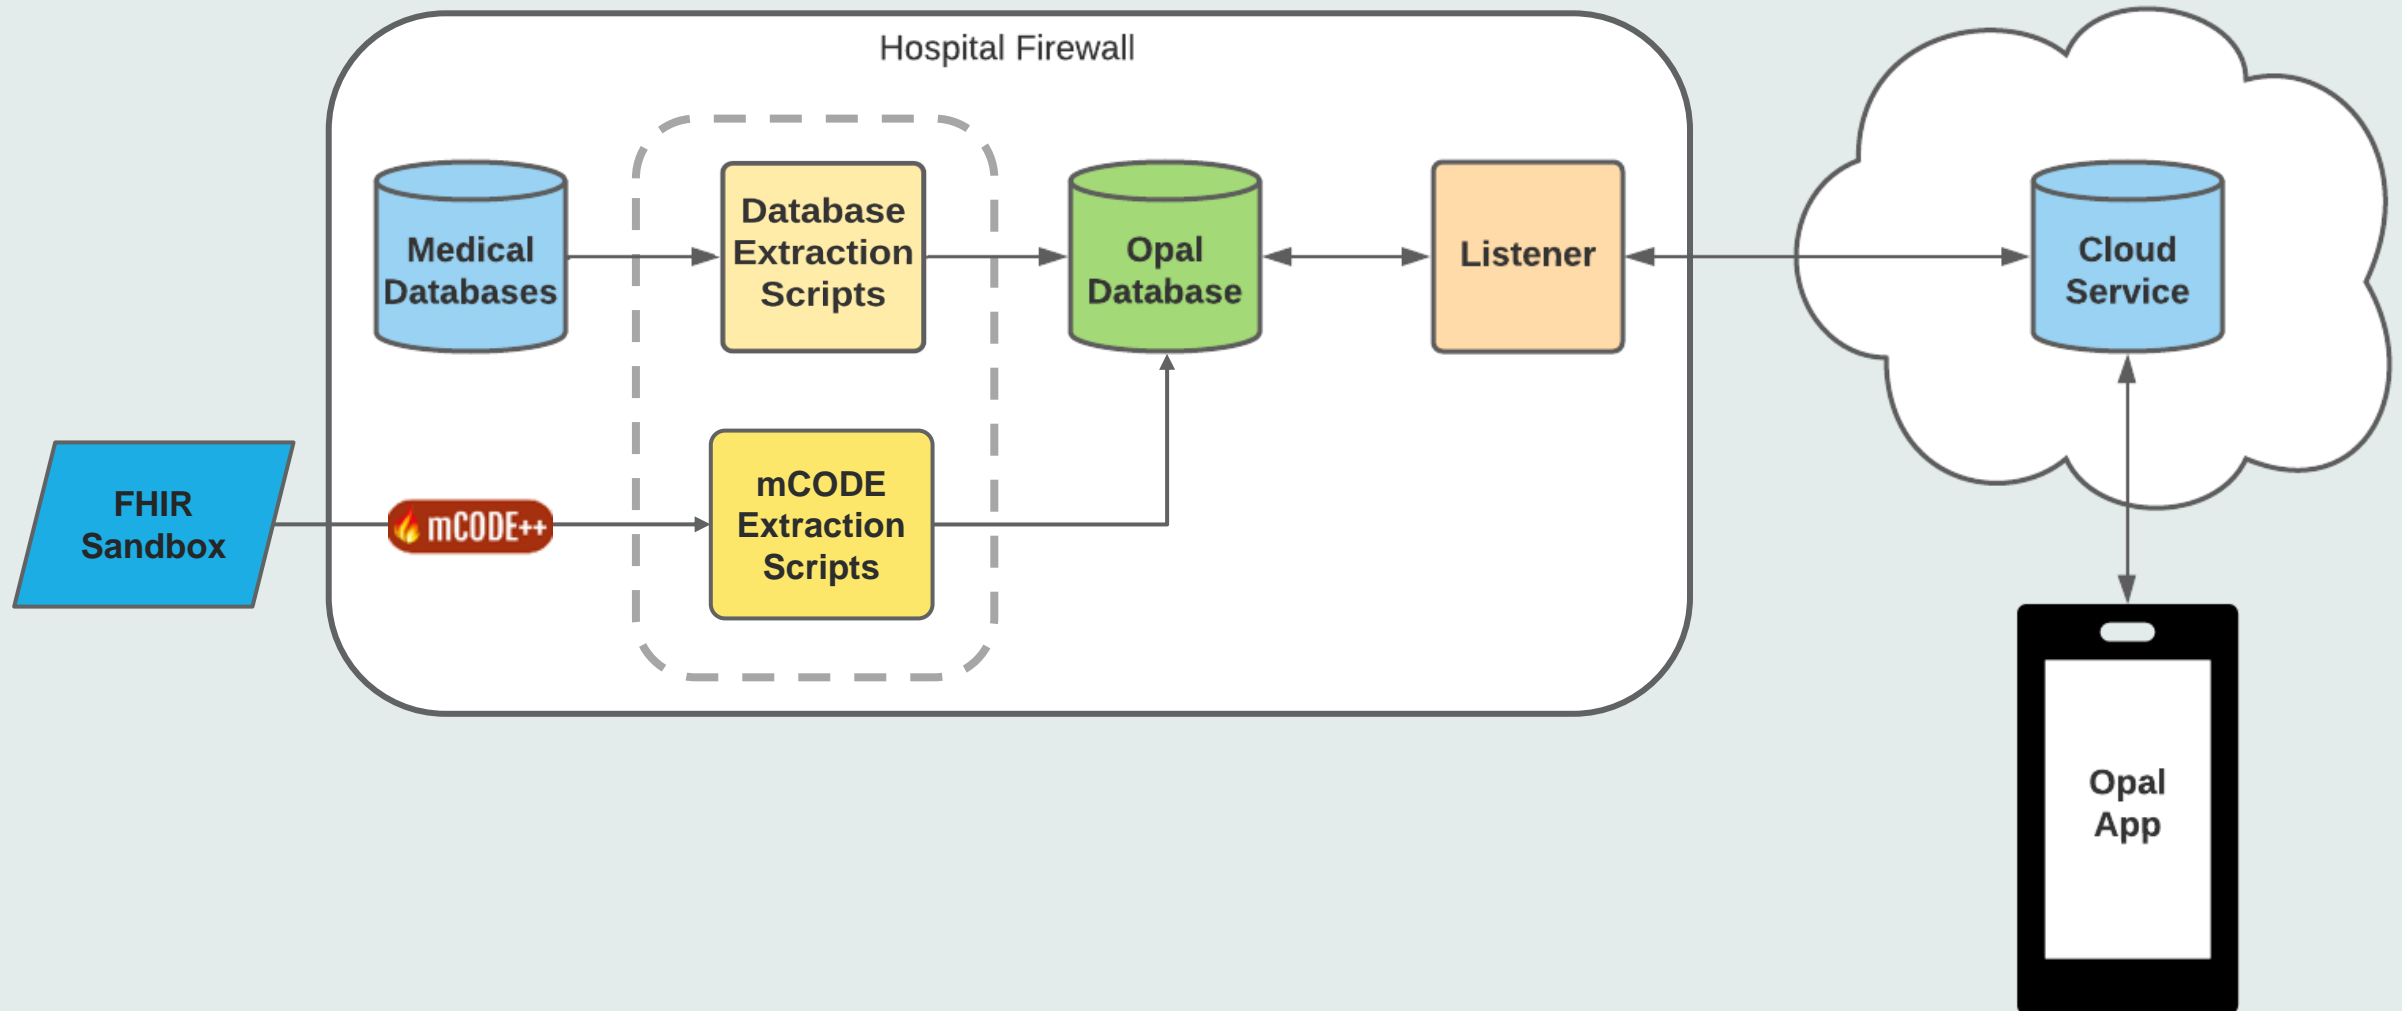 Hospital Firewall
Medical
Databases
Database
Extraction
Scripts
Opal
Database
Listener
Cloud
Service
FHIR
Sandbox
mCODE++
mCODE
Extraction
Scripts
Opal
App